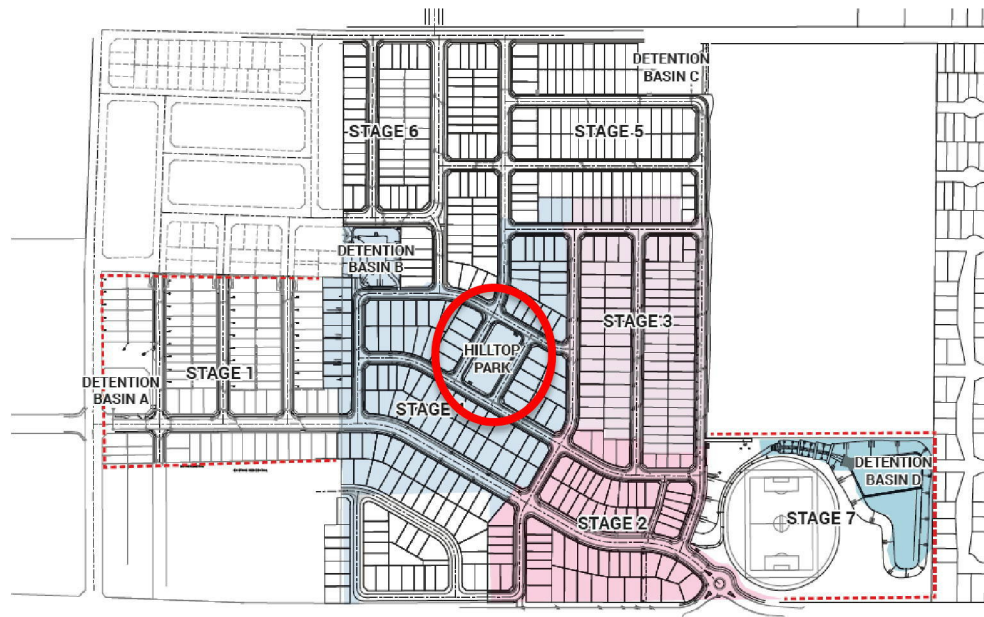 DETENTION
BASIN C
STAGE 6
STAGE 5
DETENTION
BASIN B
STAGE 3
HILLTOP
PARK
STAGE 1
DETENTION
BASIN A
STAGE
DETENTION
BASIN D
STAGE 2
STAGE 7